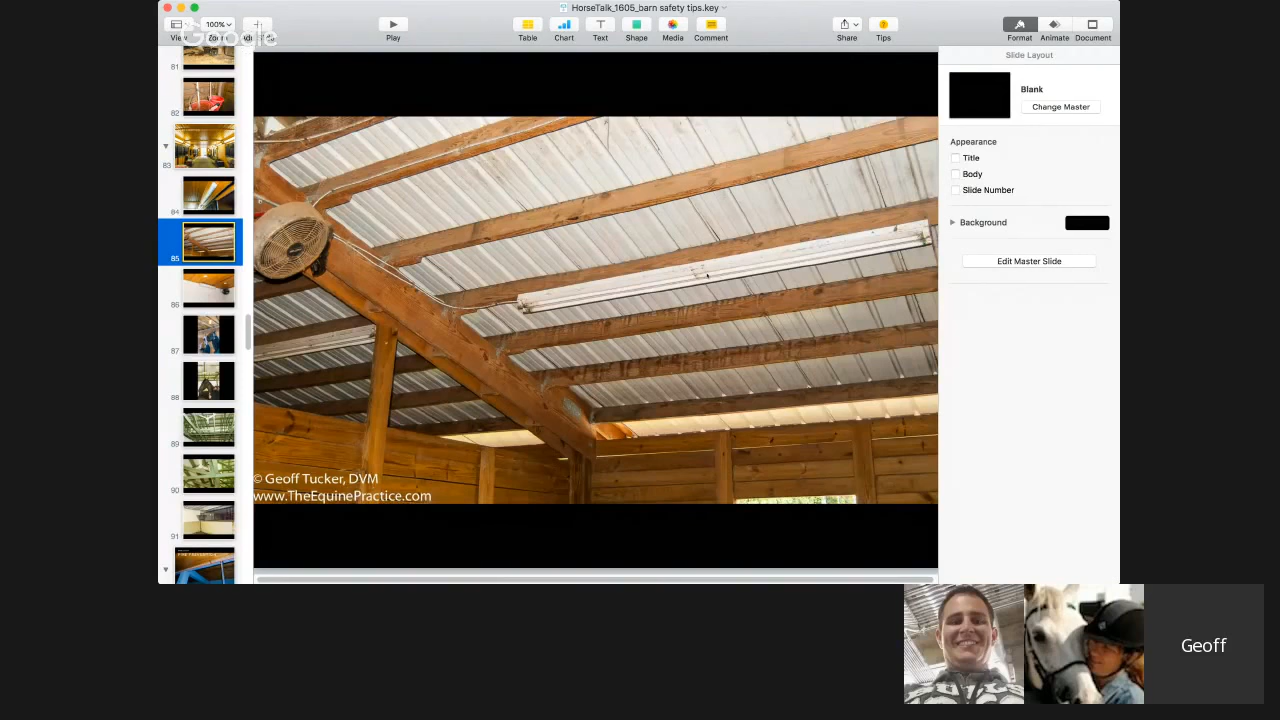 HorseTalk_1605_barn safety tips.key
Google
100%
View
Zoom
Play
Table
Chart
Text
Shape
Media
Comment
Share
Tips
Format
Animate
Document
Slide Layout
Blank
Change Master
Appearance
Title
Body
Slide Number
Background
Edit Master Slide
81
82
83
84
85
86
87
88
89
90
91
© Geoff Tucker, DVM
www.TheEquinePractice.com
Geoff